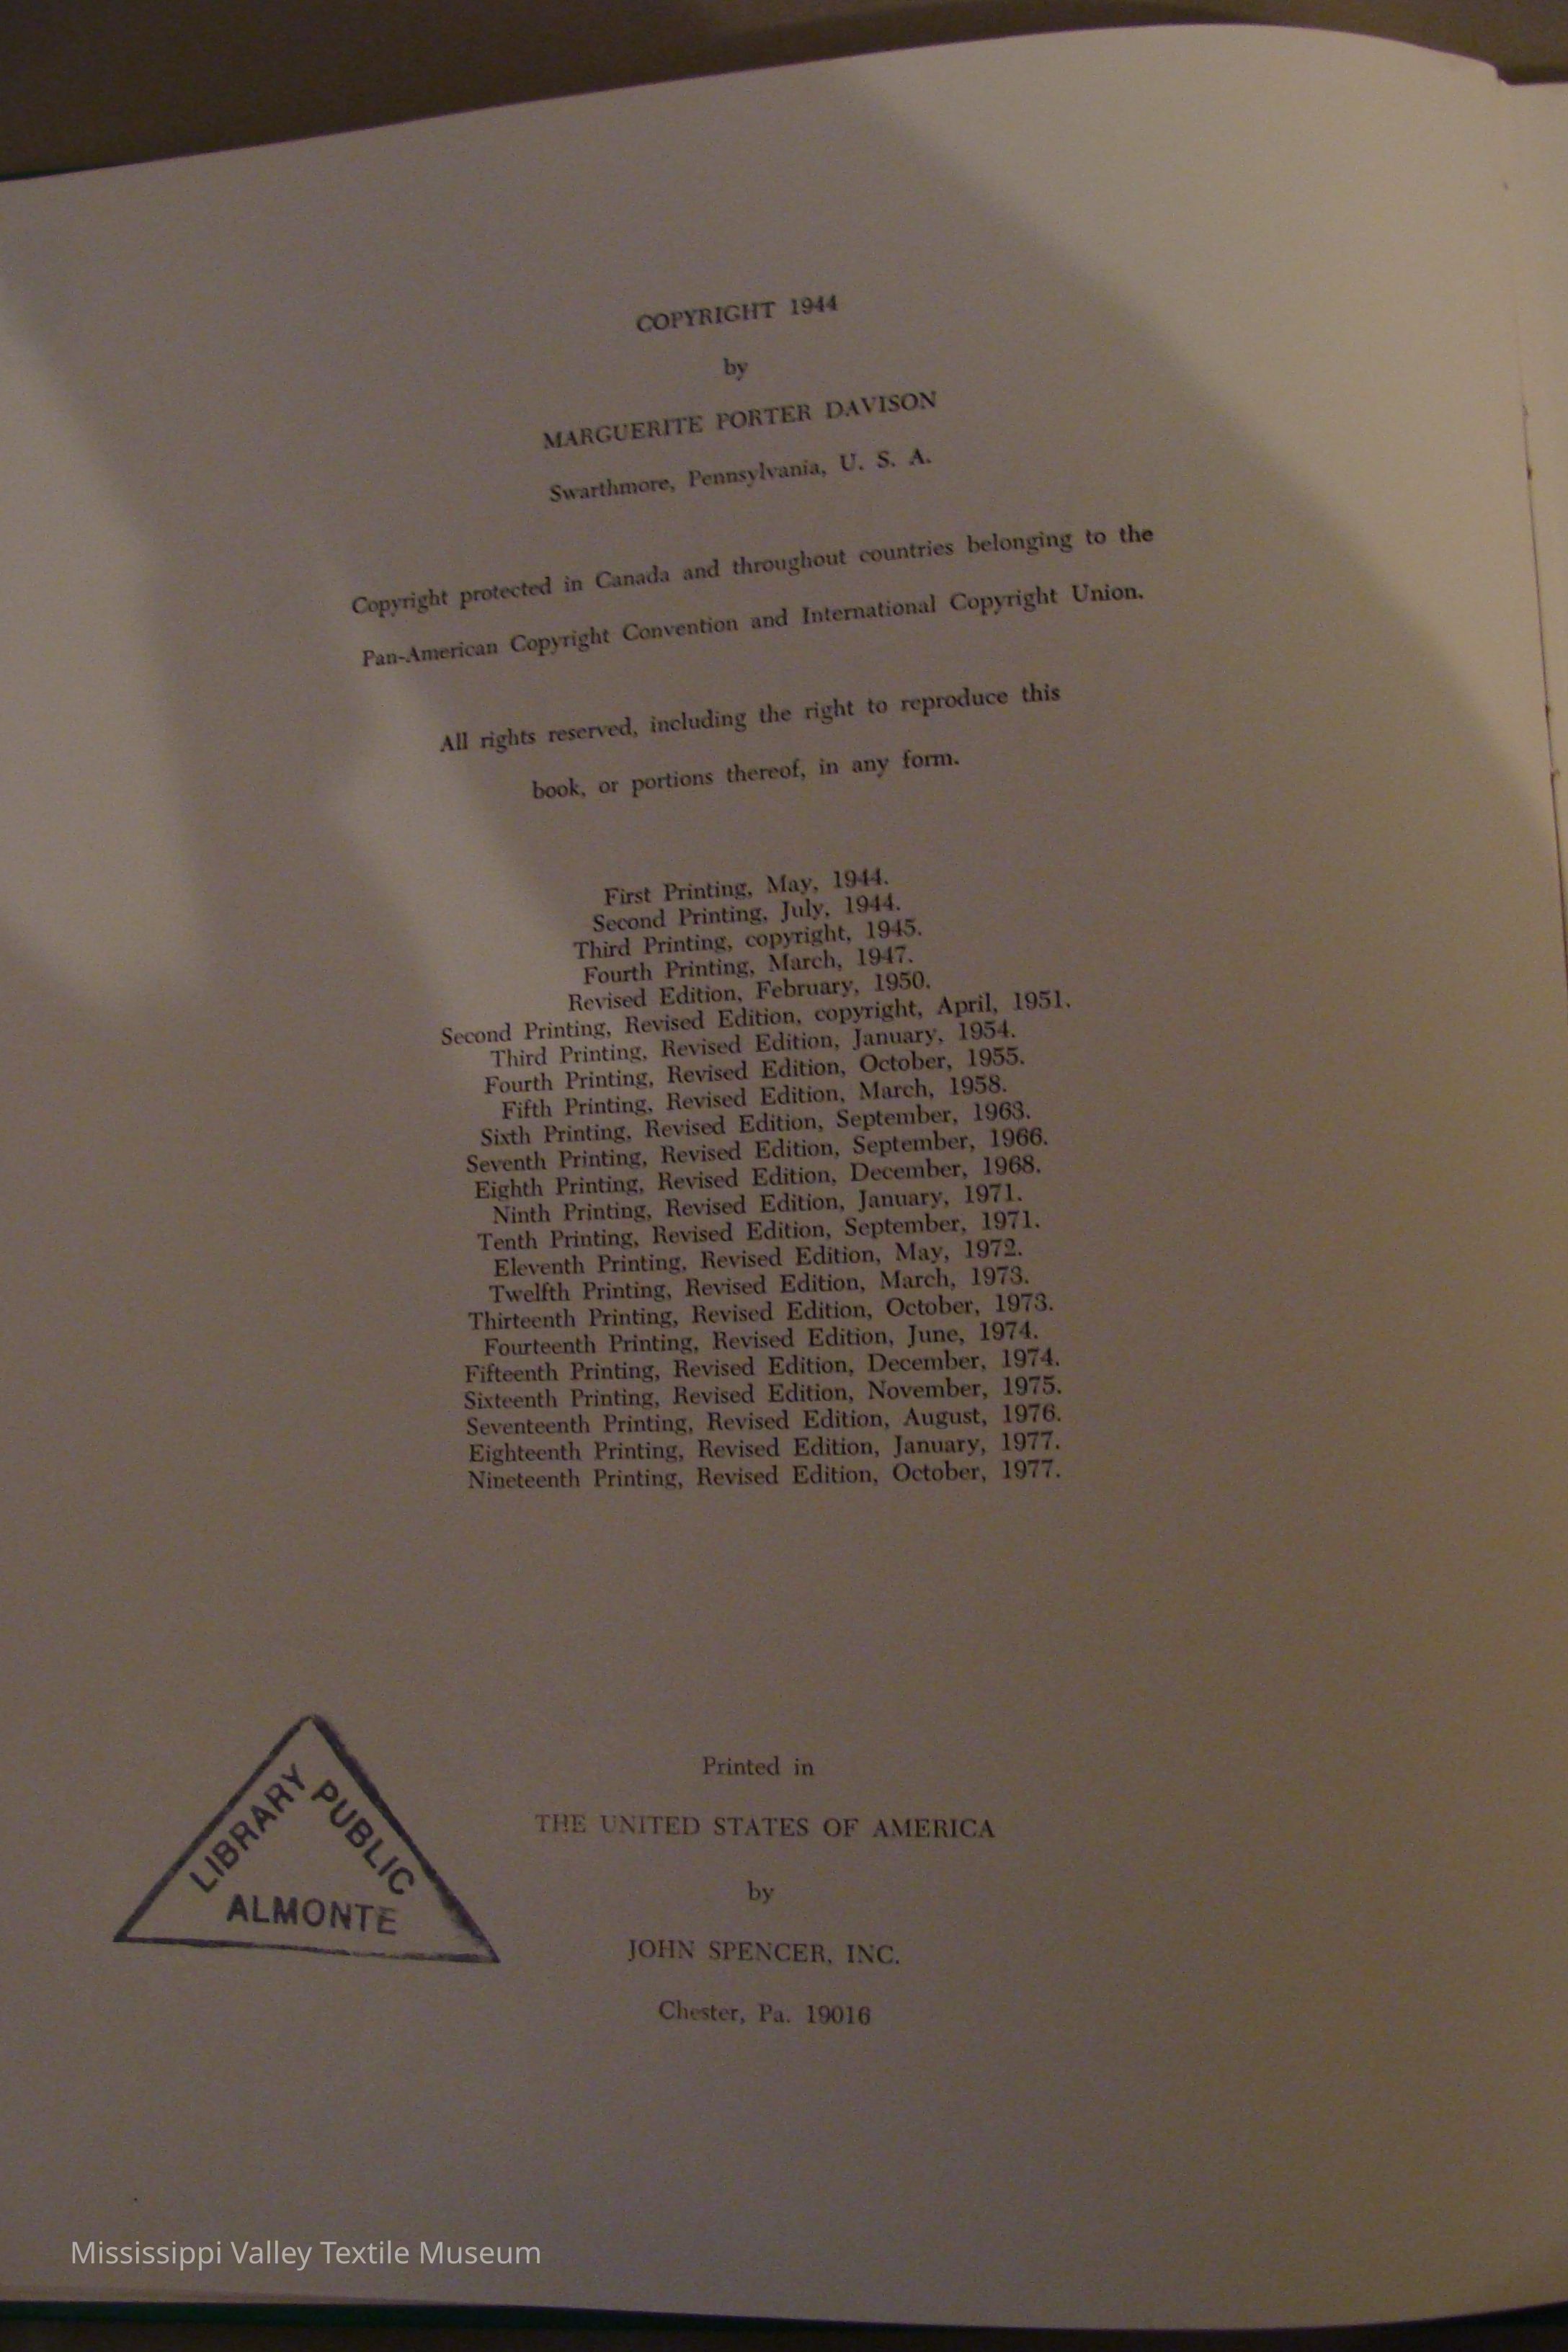 COPYRIGHT 1944
by
MARGUERITE PORTER DAVISON
Swarthmore, Pennsylvania, U. S. A.
Copyright protected in Canada and throughout countries belonging to the
Pan-American Copyright Convention and International Copyright Union.
All rights reserved, including the right to reproduce this
book, or portions thereof, in any form.
First Printing, May, 1944.
Second Printing, July, 1944.
Third Printing, copyright, 1945.
Fourth Printing, March, 1947.
Revised Edition, February, 1950.
Second Printing, Revised Edition, copyright, April, 1951.
Third Printing, Revised Edition, January, 1954.
Fourth Printing, Revised Edition, October, 1955.
Fifth Printing, Revised Edition, March, 1958.
Sixth Printing, Revised Edition, September, 1963.
Seventh Printing, Revised Edition, September, 1966.
Eighth Printing, Revised Edition, December, 1968.
Ninth Printing, Revised Edition, January, 1971.
Tenth Printing, Revised Edition, September, 1971.
Eleventh Printing, Revised Edition, May, 1972.
Twelfth Printing, Revised Edition, March, 1973.
Thirteenth Printing, Revised Edition, October, 1973.
Fourteenth Printing, Revised Edition, June, 1974.
Fifteenth Printing, Revised Edition, December, 1974.
Sixteenth Printing, Revised Edition, November, 1975.
Seventeenth Printing, Revised Edition, August, 1976.
Eighteenth Printing, Revised Edition, January, 1977.
Nineteenth Printing, Revised Edition, October, 1977.
Printed in
THE UNITED STATES OF AMERICA
by
JOHN SPENCER, INC.
Chester, Pa. 19016
LIBRARY
PUBLIC
ALMONTE
Mississippi Valley Textile Museum